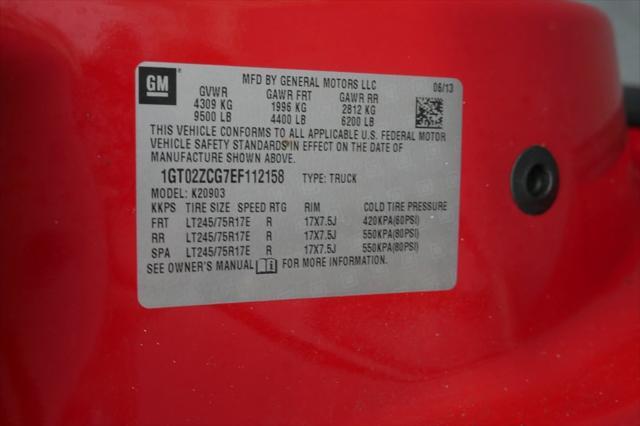 GM
MFD BY GENERAL MOTORS LLC 06/13
GVWR GAWR FRT GAWR RR
4309 KG 1996 KG 2812 KG
9500 LB 4400 LB 6200 LB
THIS VEHICLE CONFORMS TO ALL APPLICABLE U.S. FEDERAL MOTOR
VEHICLE SAFETY STANDARDS IN EFFECT ON THE DATE OF
MANUFACTURE SHOWN ABOVE.
1GT02ZCG7EF112158 TYPE: TRUCK
MODEL: K20903
KKPS TIRE SIZE SPEED RTG RIM COLD TIRE PRESSURE
FRT LT245/75R17E R 17X7.5J 420KPA(60PSI)
RR LT245/75R17E R 17X7.5J 550KPA(80PSI)
SPA LT245/75R17E R 17X7.5J 550KPA(80PSI)
SEE OWNER'S MANUAL FOR MORE INFORMATION.